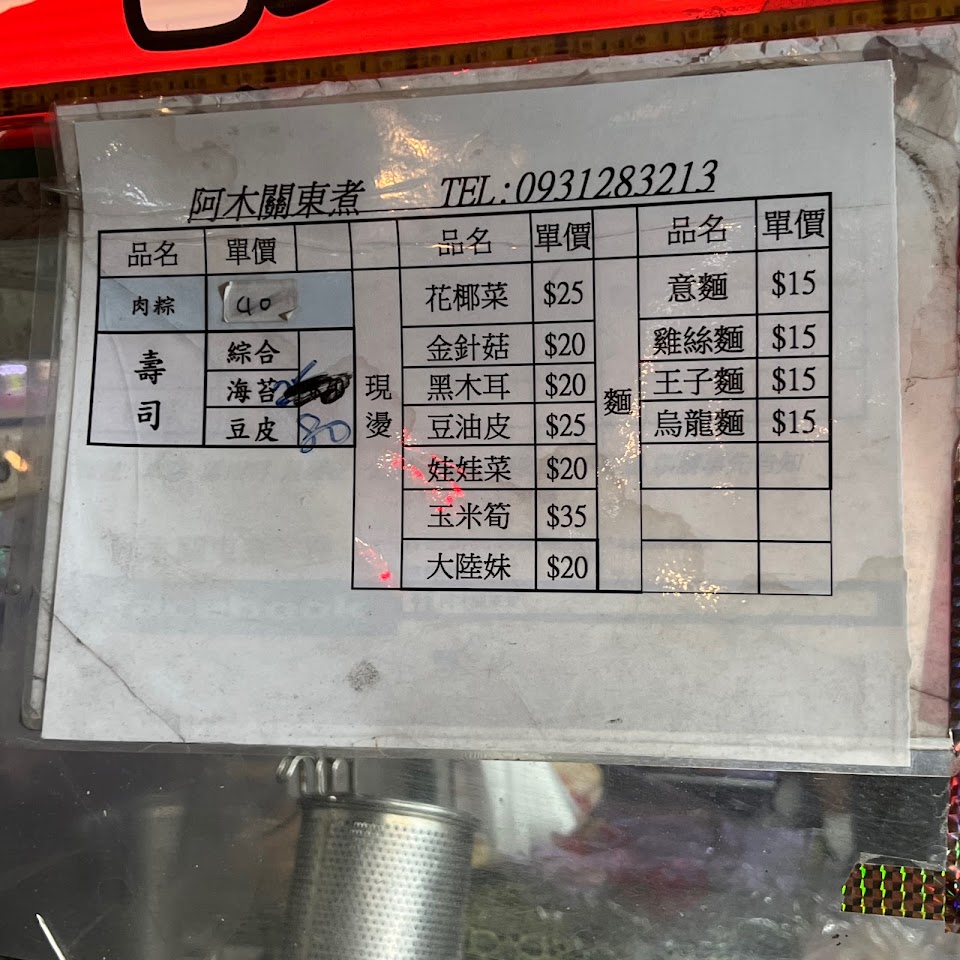 阿木關東煮 TEL:0931283213
品名 單價 品名 單價 品名 單價
肉粽 40
壽司 綜合
海苔
豆皮 80
現燙
花椰菜 $25
金針菇 $20
黑木耳 $20
豆油皮 $25
娃娃菜 $20
玉米筍 $35
大陸妹 $20
麵
意麵 $15
雞絲麵 $15
王子麵 $15
烏龍麵 $15